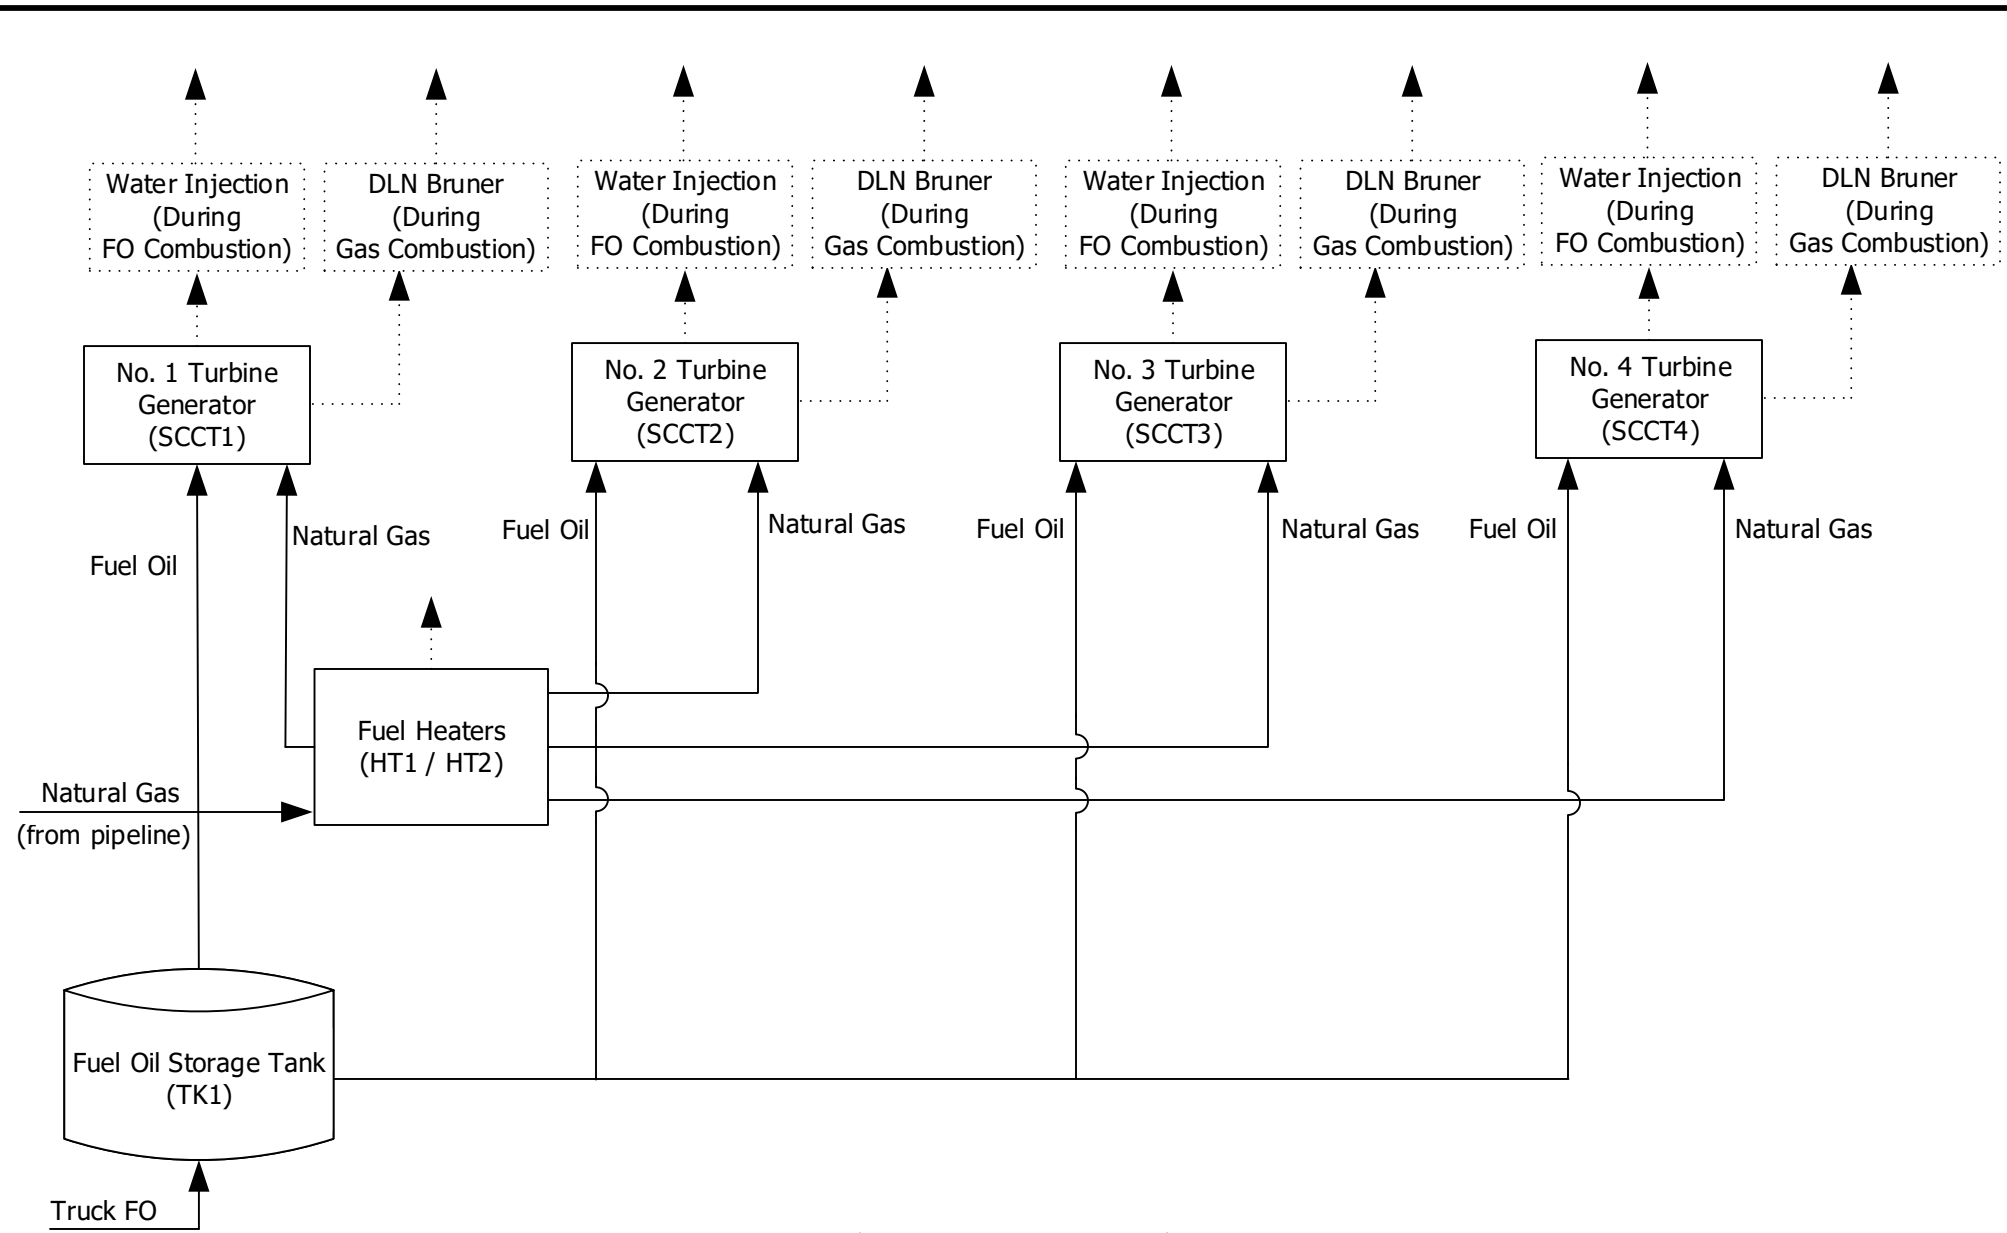 Water Injection
(During
FO Combustion)
DLN Bruner
(During
Gas Combustion)
Water Injection
(During
FO Combustion)
DLN Bruner
(During
Gas Combustion)
Water Injection
(During
FO Combustion)
DLN Bruner
(During
Gas Combustion)
Water Injection
(During
FO Combustion)
DLN Bruner
(During
Gas Combustion)
No. 1 Turbine
Generator
(SCCT1)
No. 2 Turbine
Generator
(SCCT2)
No. 3 Turbine
Generator
(SCCT3)
No. 4 Turbine
Generator
(SCCT4)
Fuel Oil
Natural Gas
Fuel Oil
Natural Gas
Fuel Oil
Natural Gas
Fuel Oil
Natural Gas
Fuel Heaters
(HT1 / HT2)
Natural Gas
(from pipeline)
Fuel Oil Storage Tank
(TK1)
Truck FO